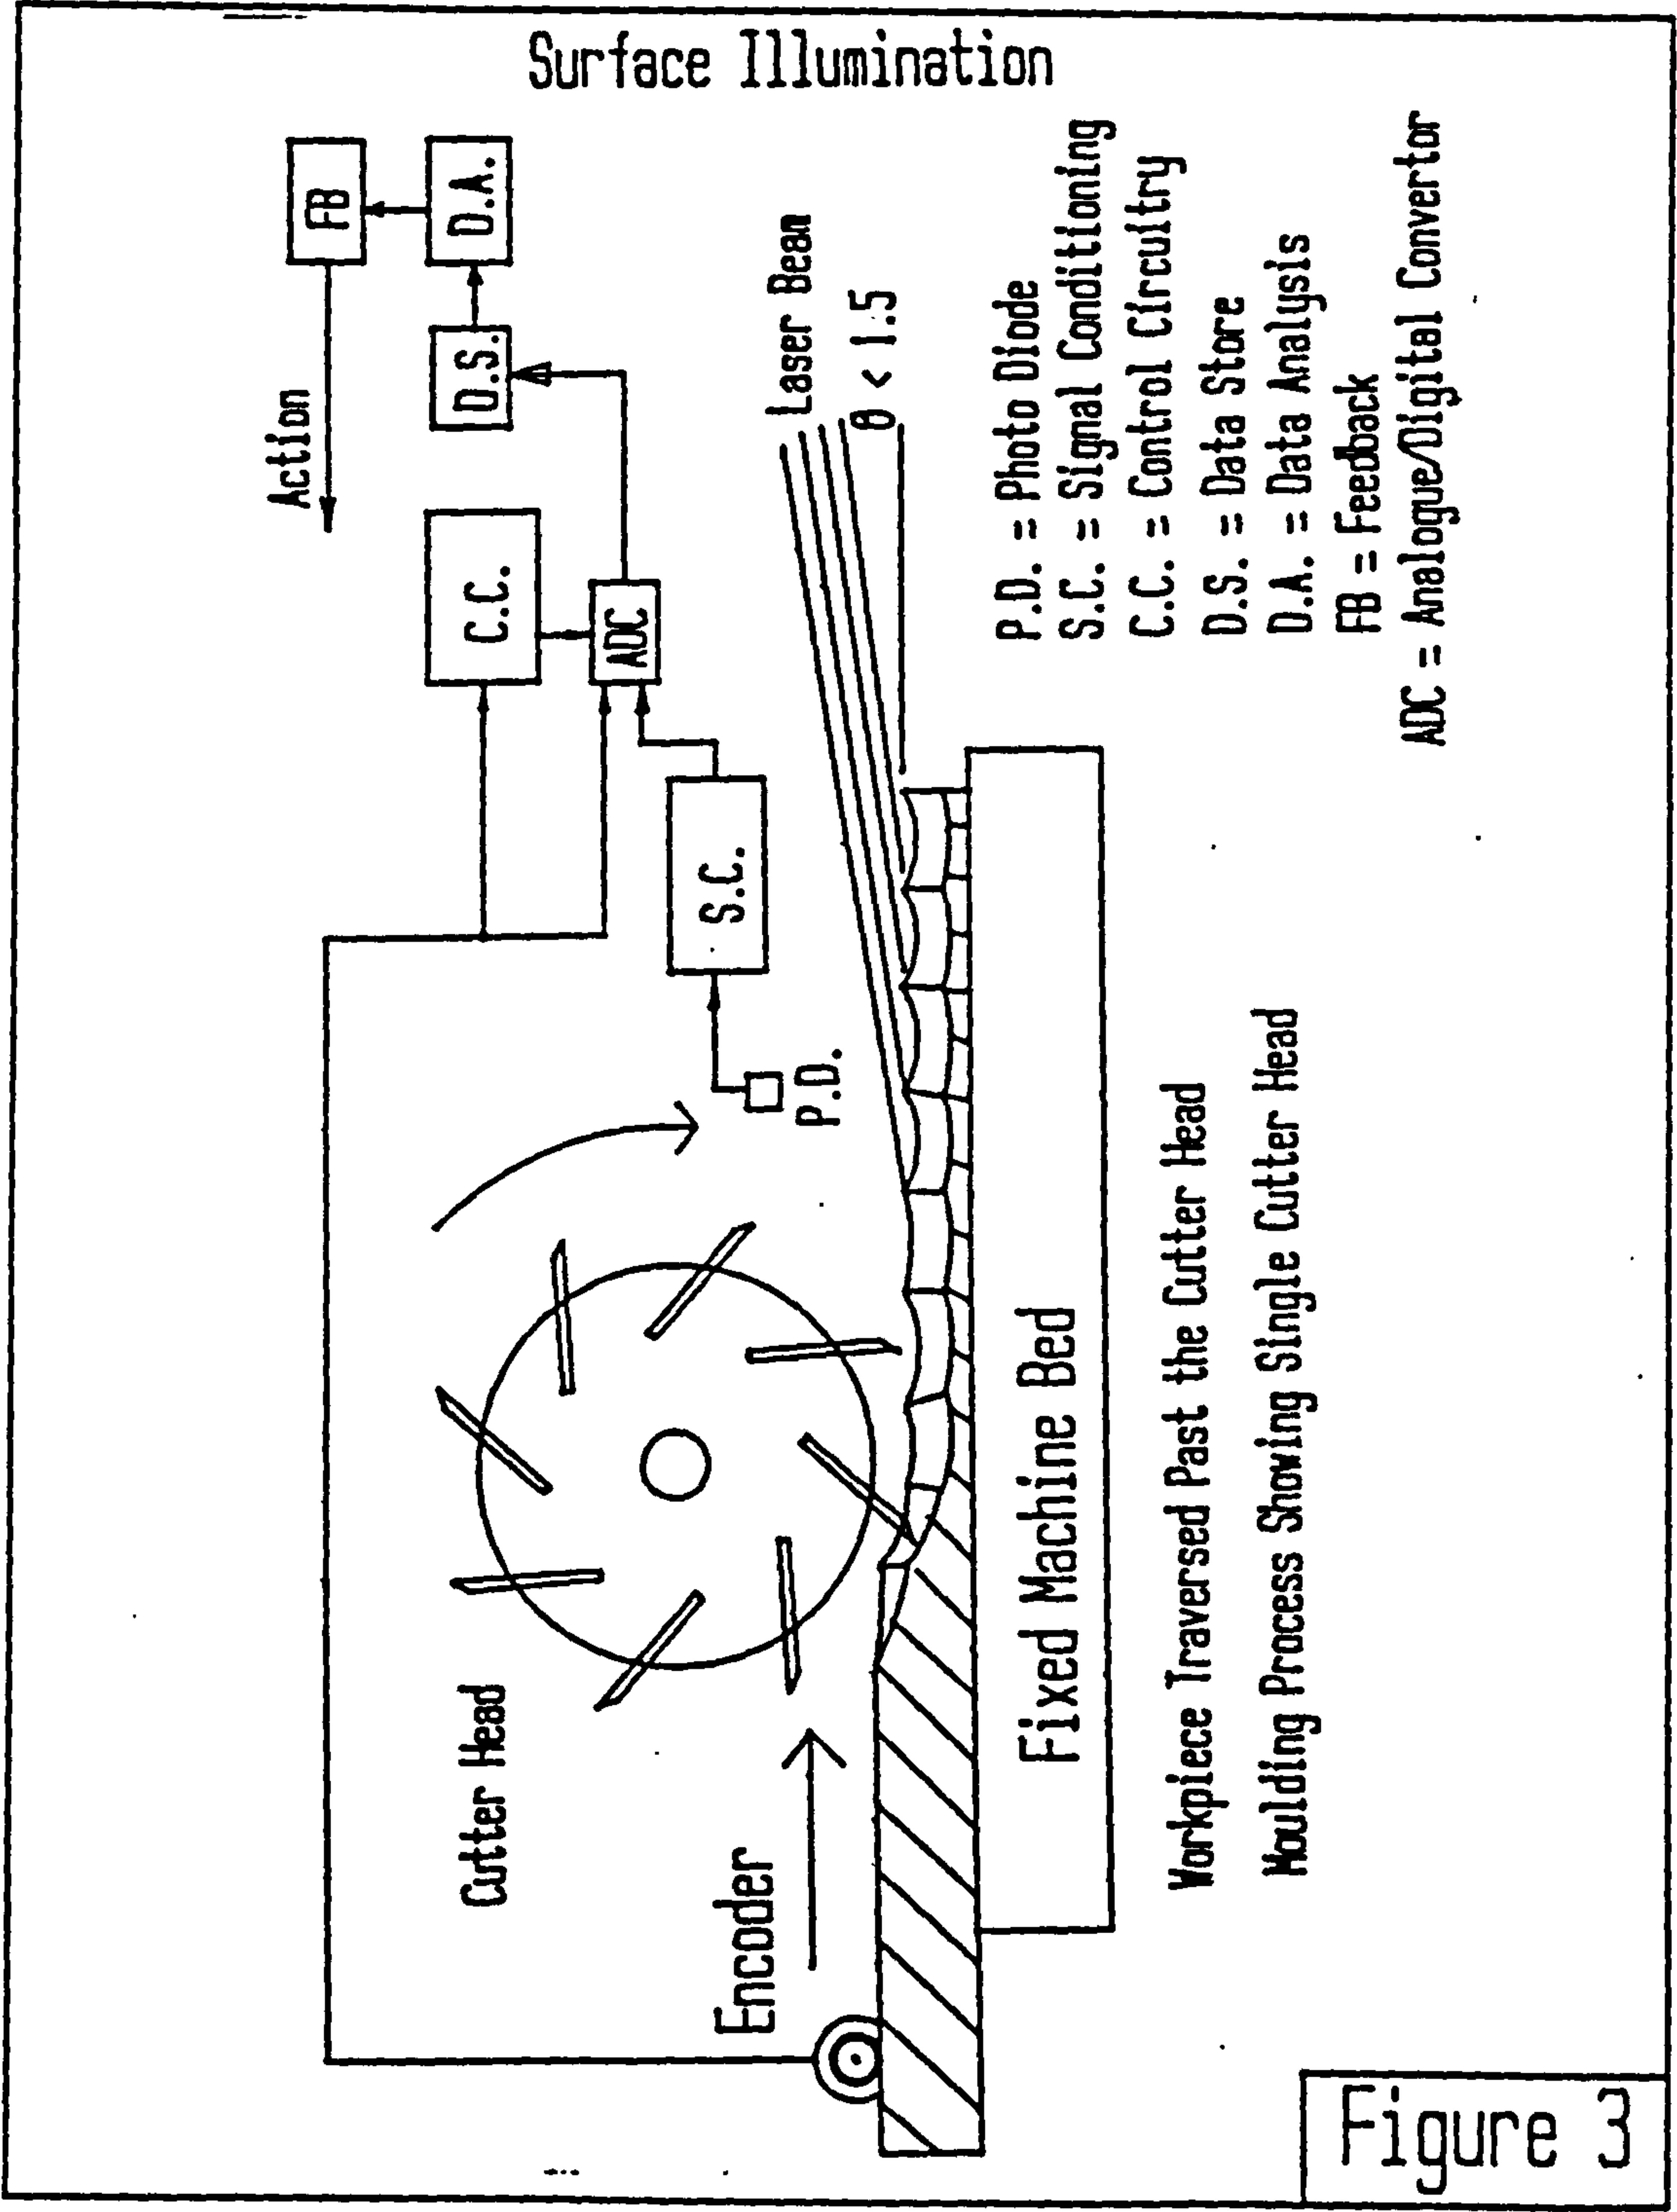 Surface Illumination
Action
FB
D.A.
D.S.
C.C.
ADC
S.C.
P.D.
Cutter Head
Encoder
Laser Beam
θ < 1.5
Fixed Machine Bed
P.D. = Photo Diode
S.C. = Signal Conditioning
C.C. = Control Circuitry
D.S. = Data Store
D.A. = Data Analysis
FB = Feedback
ADC = Analogue/Digital Convertor
Workpiece Traversed Past the Cutter Head
Moulding Process Showing Single Cutter Head
Figure 3